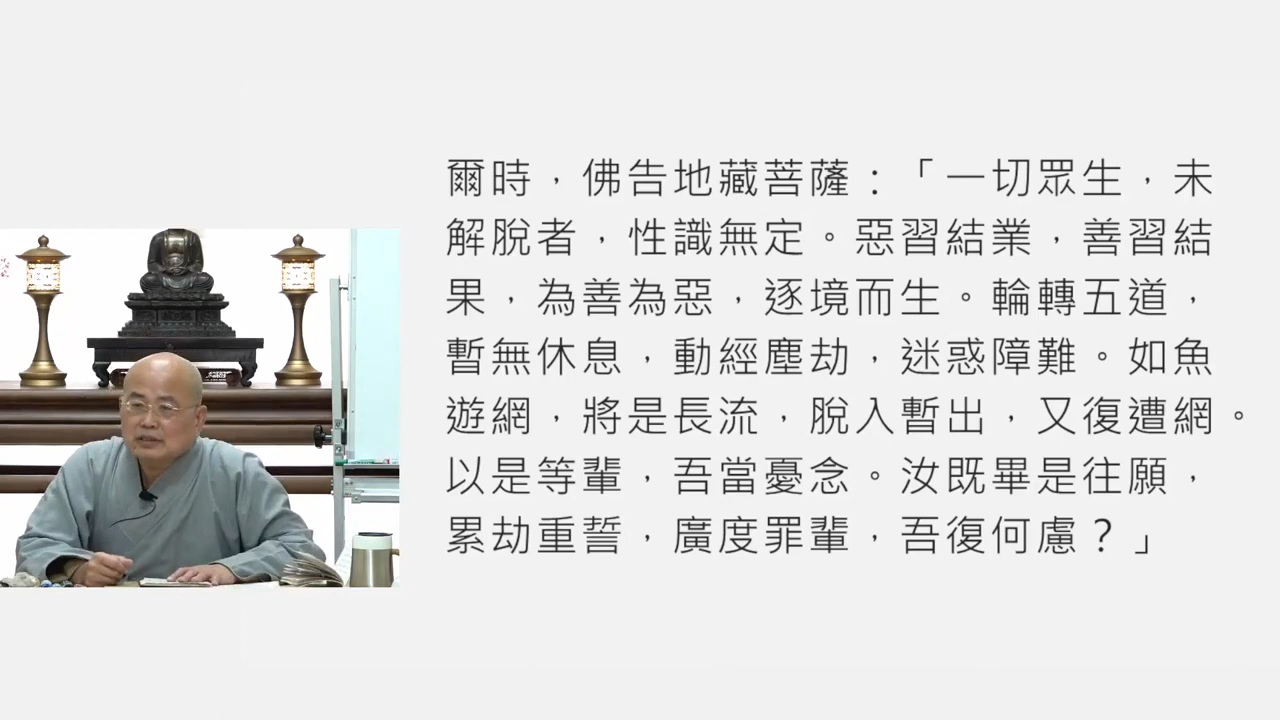 爾時，佛告地藏菩薩：「一切眾生，未
解脫者，性識無定。惡習結業，善習結
果，為善為惡，逐境而生。輪轉五道，
暫無休息，動經塵劫，迷惑障難。如魚
遊網，將是長流，脫入暫出，又復遭網。
以是等輩，吾當憂念。汝既畢是往願，
累劫重誓，廣度罪輩，吾復何慮？」